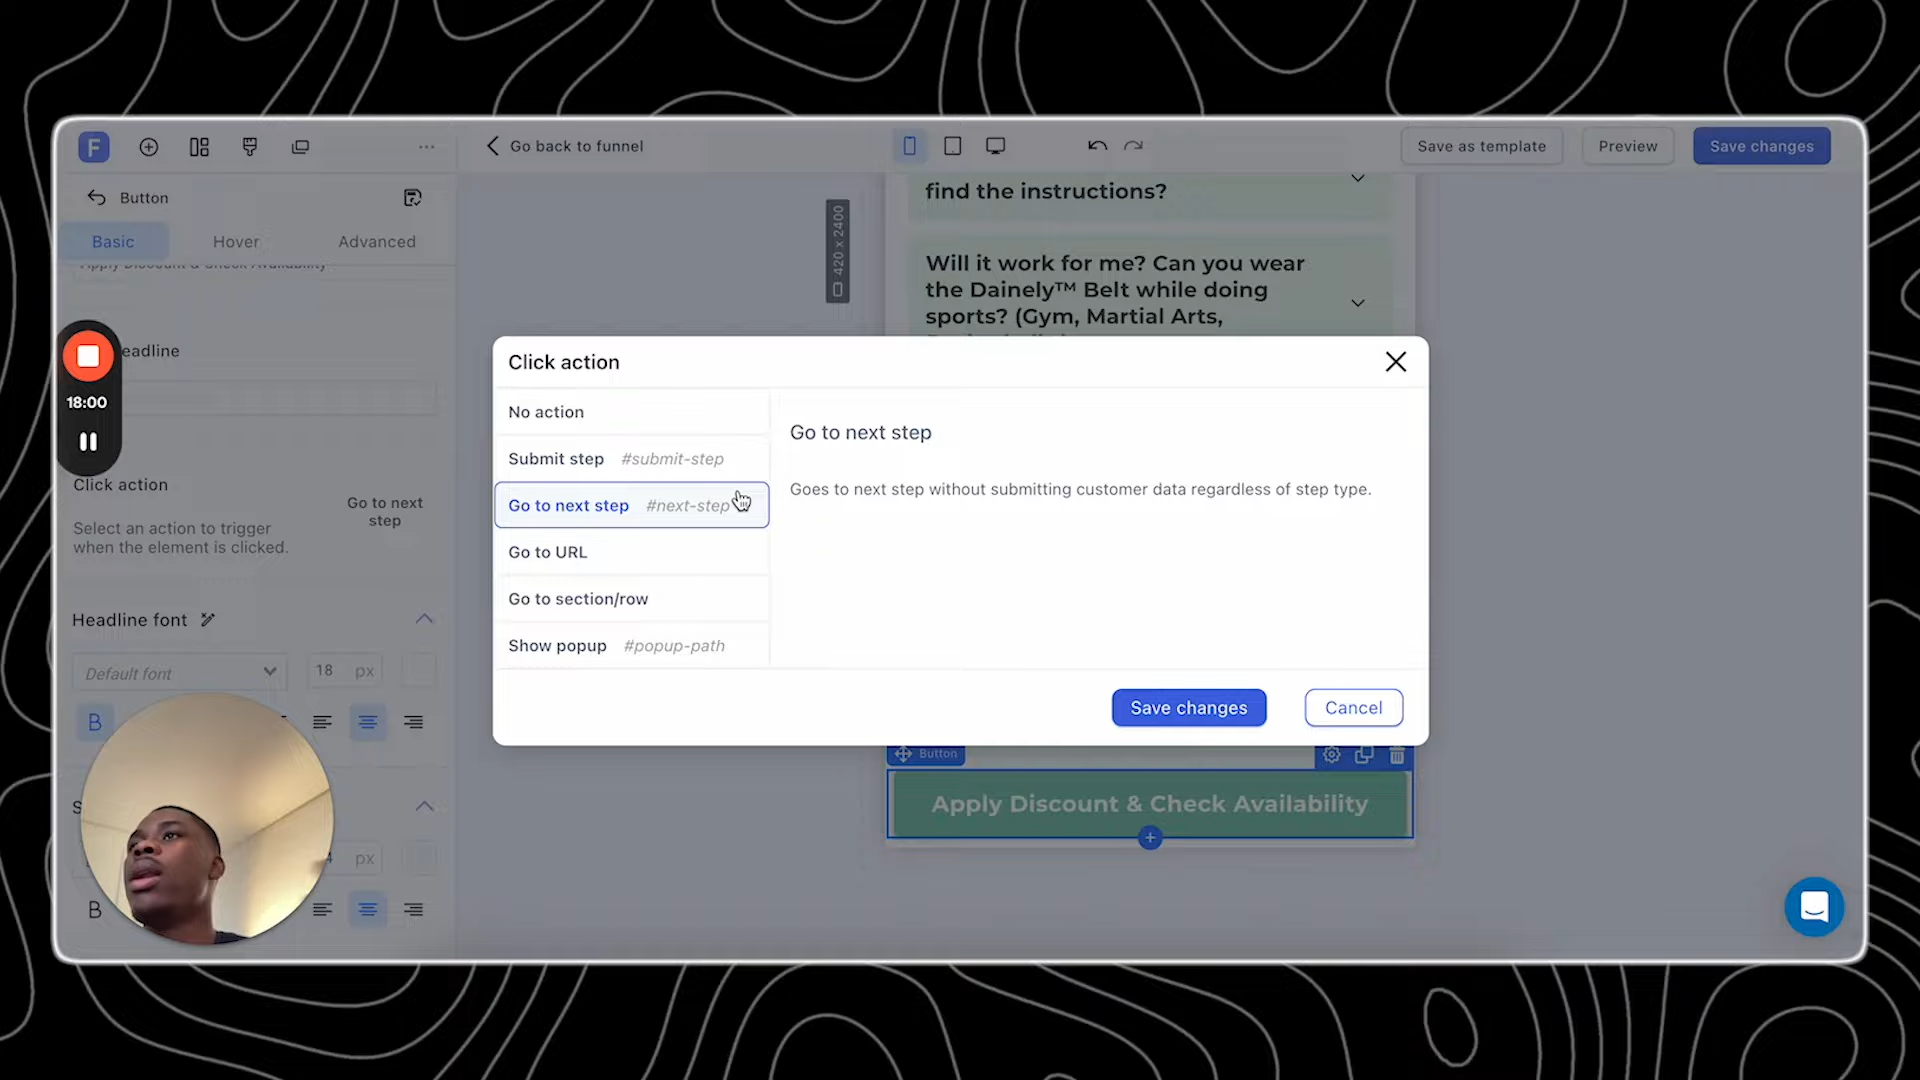 F
Go back to funnel
Save as template
Preview
Save changes
Button
Basic
Hover
Advanced
Apply Discount & Check Availability
eadline
18:00
Click action
Select an action to trigger
when the element is clicked.
Go to next
step
Headline font
Default font
18 px
B
px
B
420 x 2400
find the instructions?
Will it work for me? Can you wear
the Dainely™ Belt while doing
sports? (Gym, Martial Arts,
Click action
No action
Submit step #submit-step
Go to next step #next-step
Go to URL
Go to section/row
Show popup #popup-path
Go to next step
Goes to next step without submitting customer data regardless of step type.
Save changes
Cancel
Button
Apply Discount & Check Availability